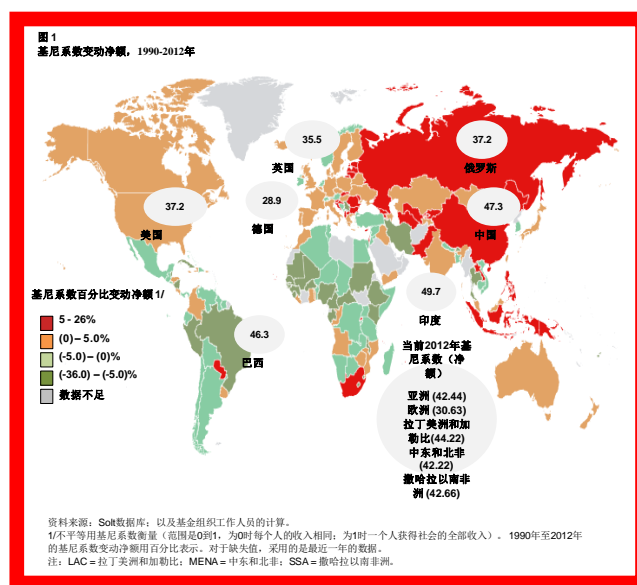 图 1
基尼系数变动净额，1990-2012年
35.5
英国
37.2
俄罗斯
37.2
美国
28.9
德国
47.3
中国
49.7
印度
46.3
巴西
基尼系数百分比变动净额 1/
5 - 26%
(0) – 5.0%
(-5.0) – (0)%
(-36.0) – (-5.0)%
数据不足
当前2012年基
尼系数（净
额）
亚洲 (42.44)
欧洲 (30.63)
拉丁美洲和加
勒比(44.22)
中东和北非
(42.22)
撒哈拉以南非
洲 (42.66)
资料来源：Solt数据库；以及基金组织工作人员的计算。
1/不平等用基尼系数衡量（范围是0到1，为0时每个人的收入相同；为1时一个人获得社会的全部收入）。1990年至2012年
的基尼系数变动净额用百分比表示。对于缺失值，采用的是最近一年的数据。
注：LAC = 拉丁美洲和加勒比；MENA = 中东和北非；SSA = 撒哈拉以南非洲。